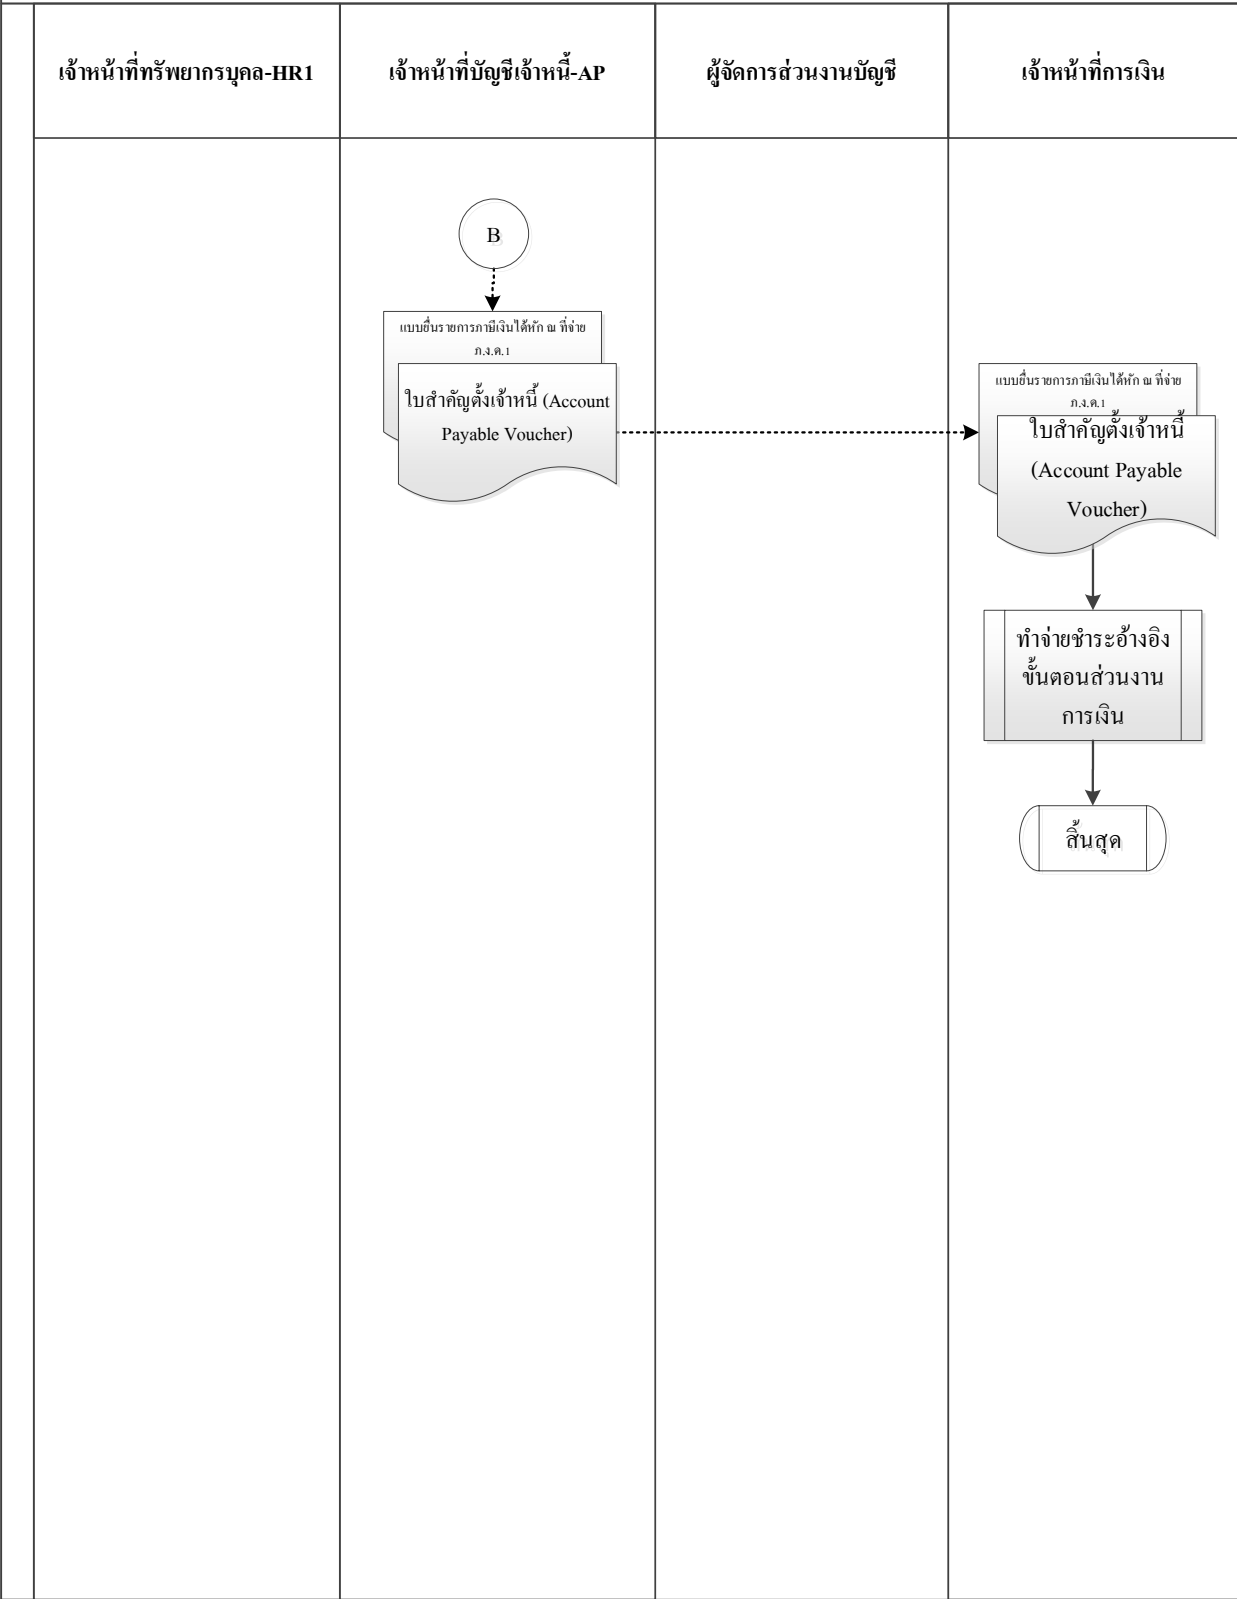 เจ้าหน้าที่ทรัพยากรบุคคล-HR1
เจ้าหน้าที่บัญชีเจ้าหนี้-AP
ผู้จัดการส่วนงานบัญชี
เจ้าหน้าที่การเงิน
B
แบบยื่นรายการภาษีเงินได้หัก ณ ที่จ่าย
ภ.ง.ด.1
ใบสำคัญตั้งเจ้าหนี้ (Account
Payable Voucher)
แบบยื่นรายการภาษีเงินได้หัก ณ ที่จ่าย
ภ.ง.ด.1
ใบสำคัญตั้งเจ้าหนี้
(Account Payable
Voucher)
ทำจ่ายชำระอ้างอิง
ขั้นตอนส่วนงาน
การเงิน
สิ้นสุด